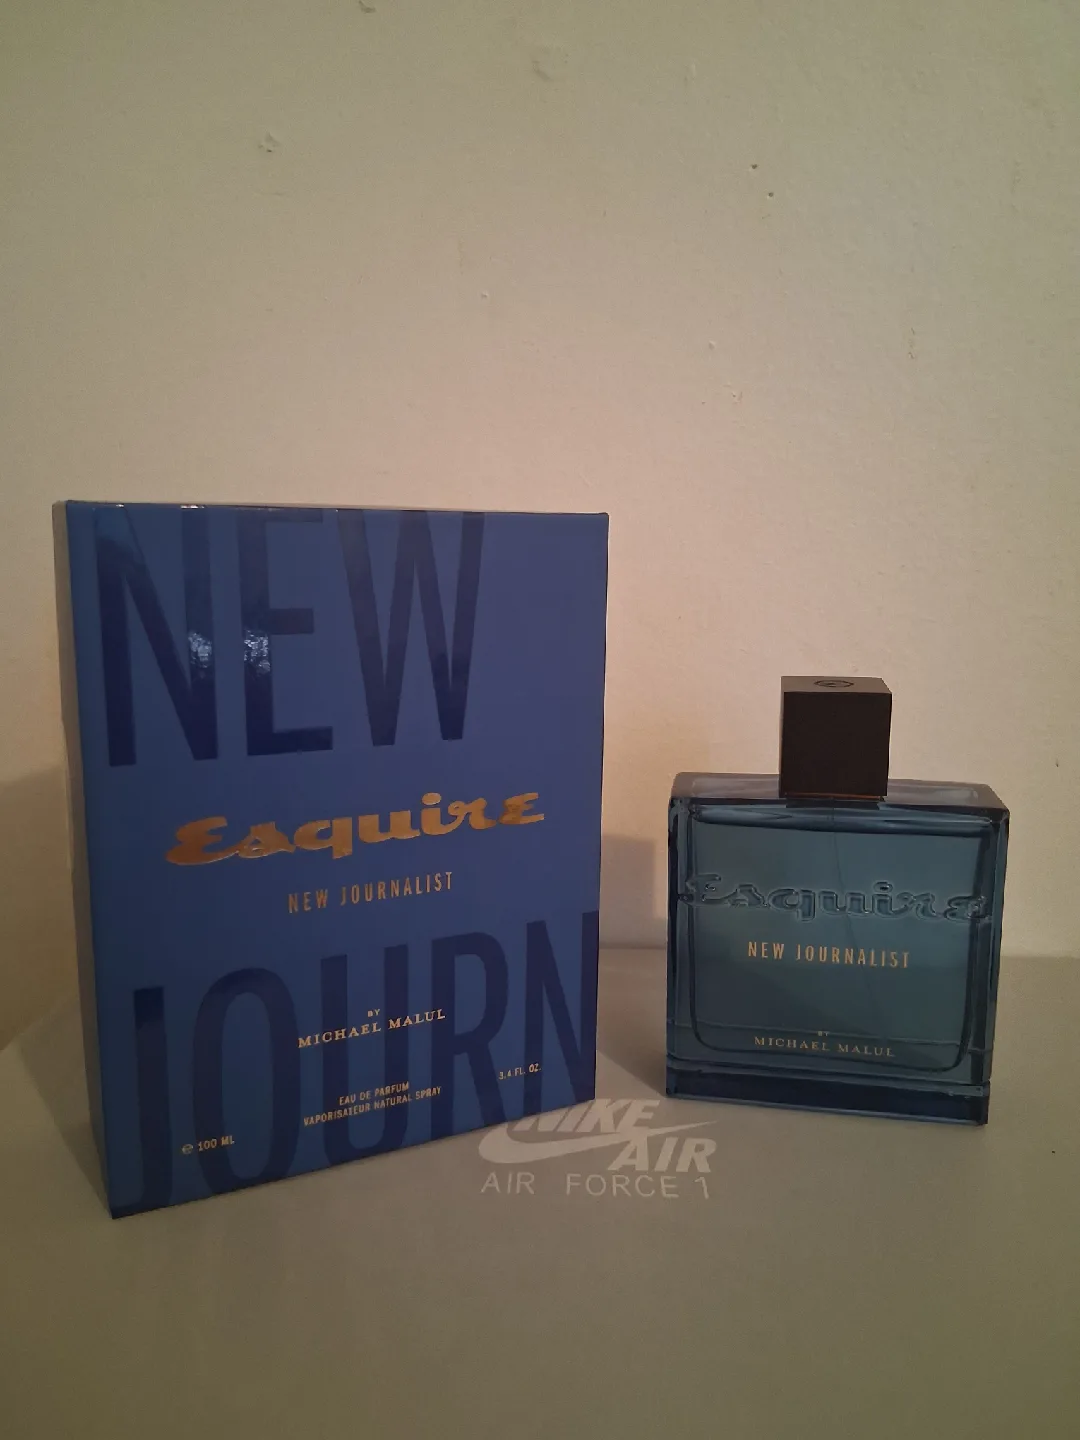 NEW
Esquire
NEW JOURNALIST
JOURN
BY
MICHAEL MALUL
3.4 FL. OZ.
EAU DE PARFUM
VAPORISATEUR NATURAL SPRAY
℮ 100 ML
Esquire
NEW JOURNALIST
BY
MICHAEL MALUL
NIKE
AIR
AIR FORCE 1